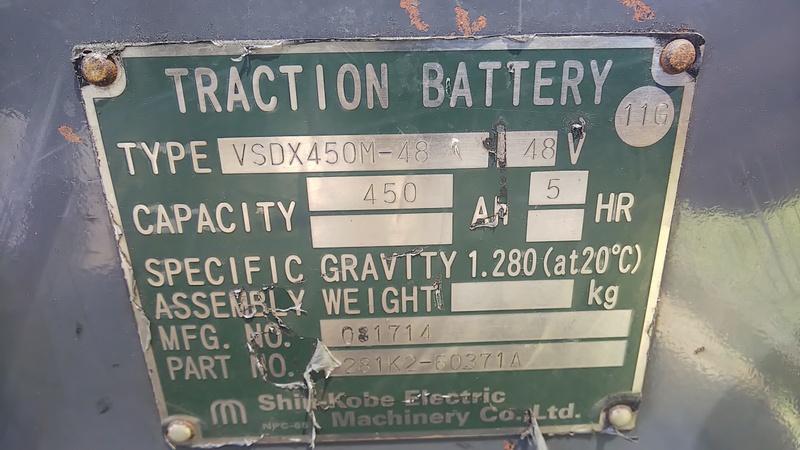 TRACTION BATTERY
11G
TYPE VSDX450M-48 48 V
CAPACITY 450 AH 5 HR
SPECIFIC GRAVITY 1.280 (at20°C)
ASSEMBLY WEIGHT kg
MFG. NO. 081714
PART NO. 281K2-60371A
Shin-Kobe Electric
Machinery Co., Ltd.